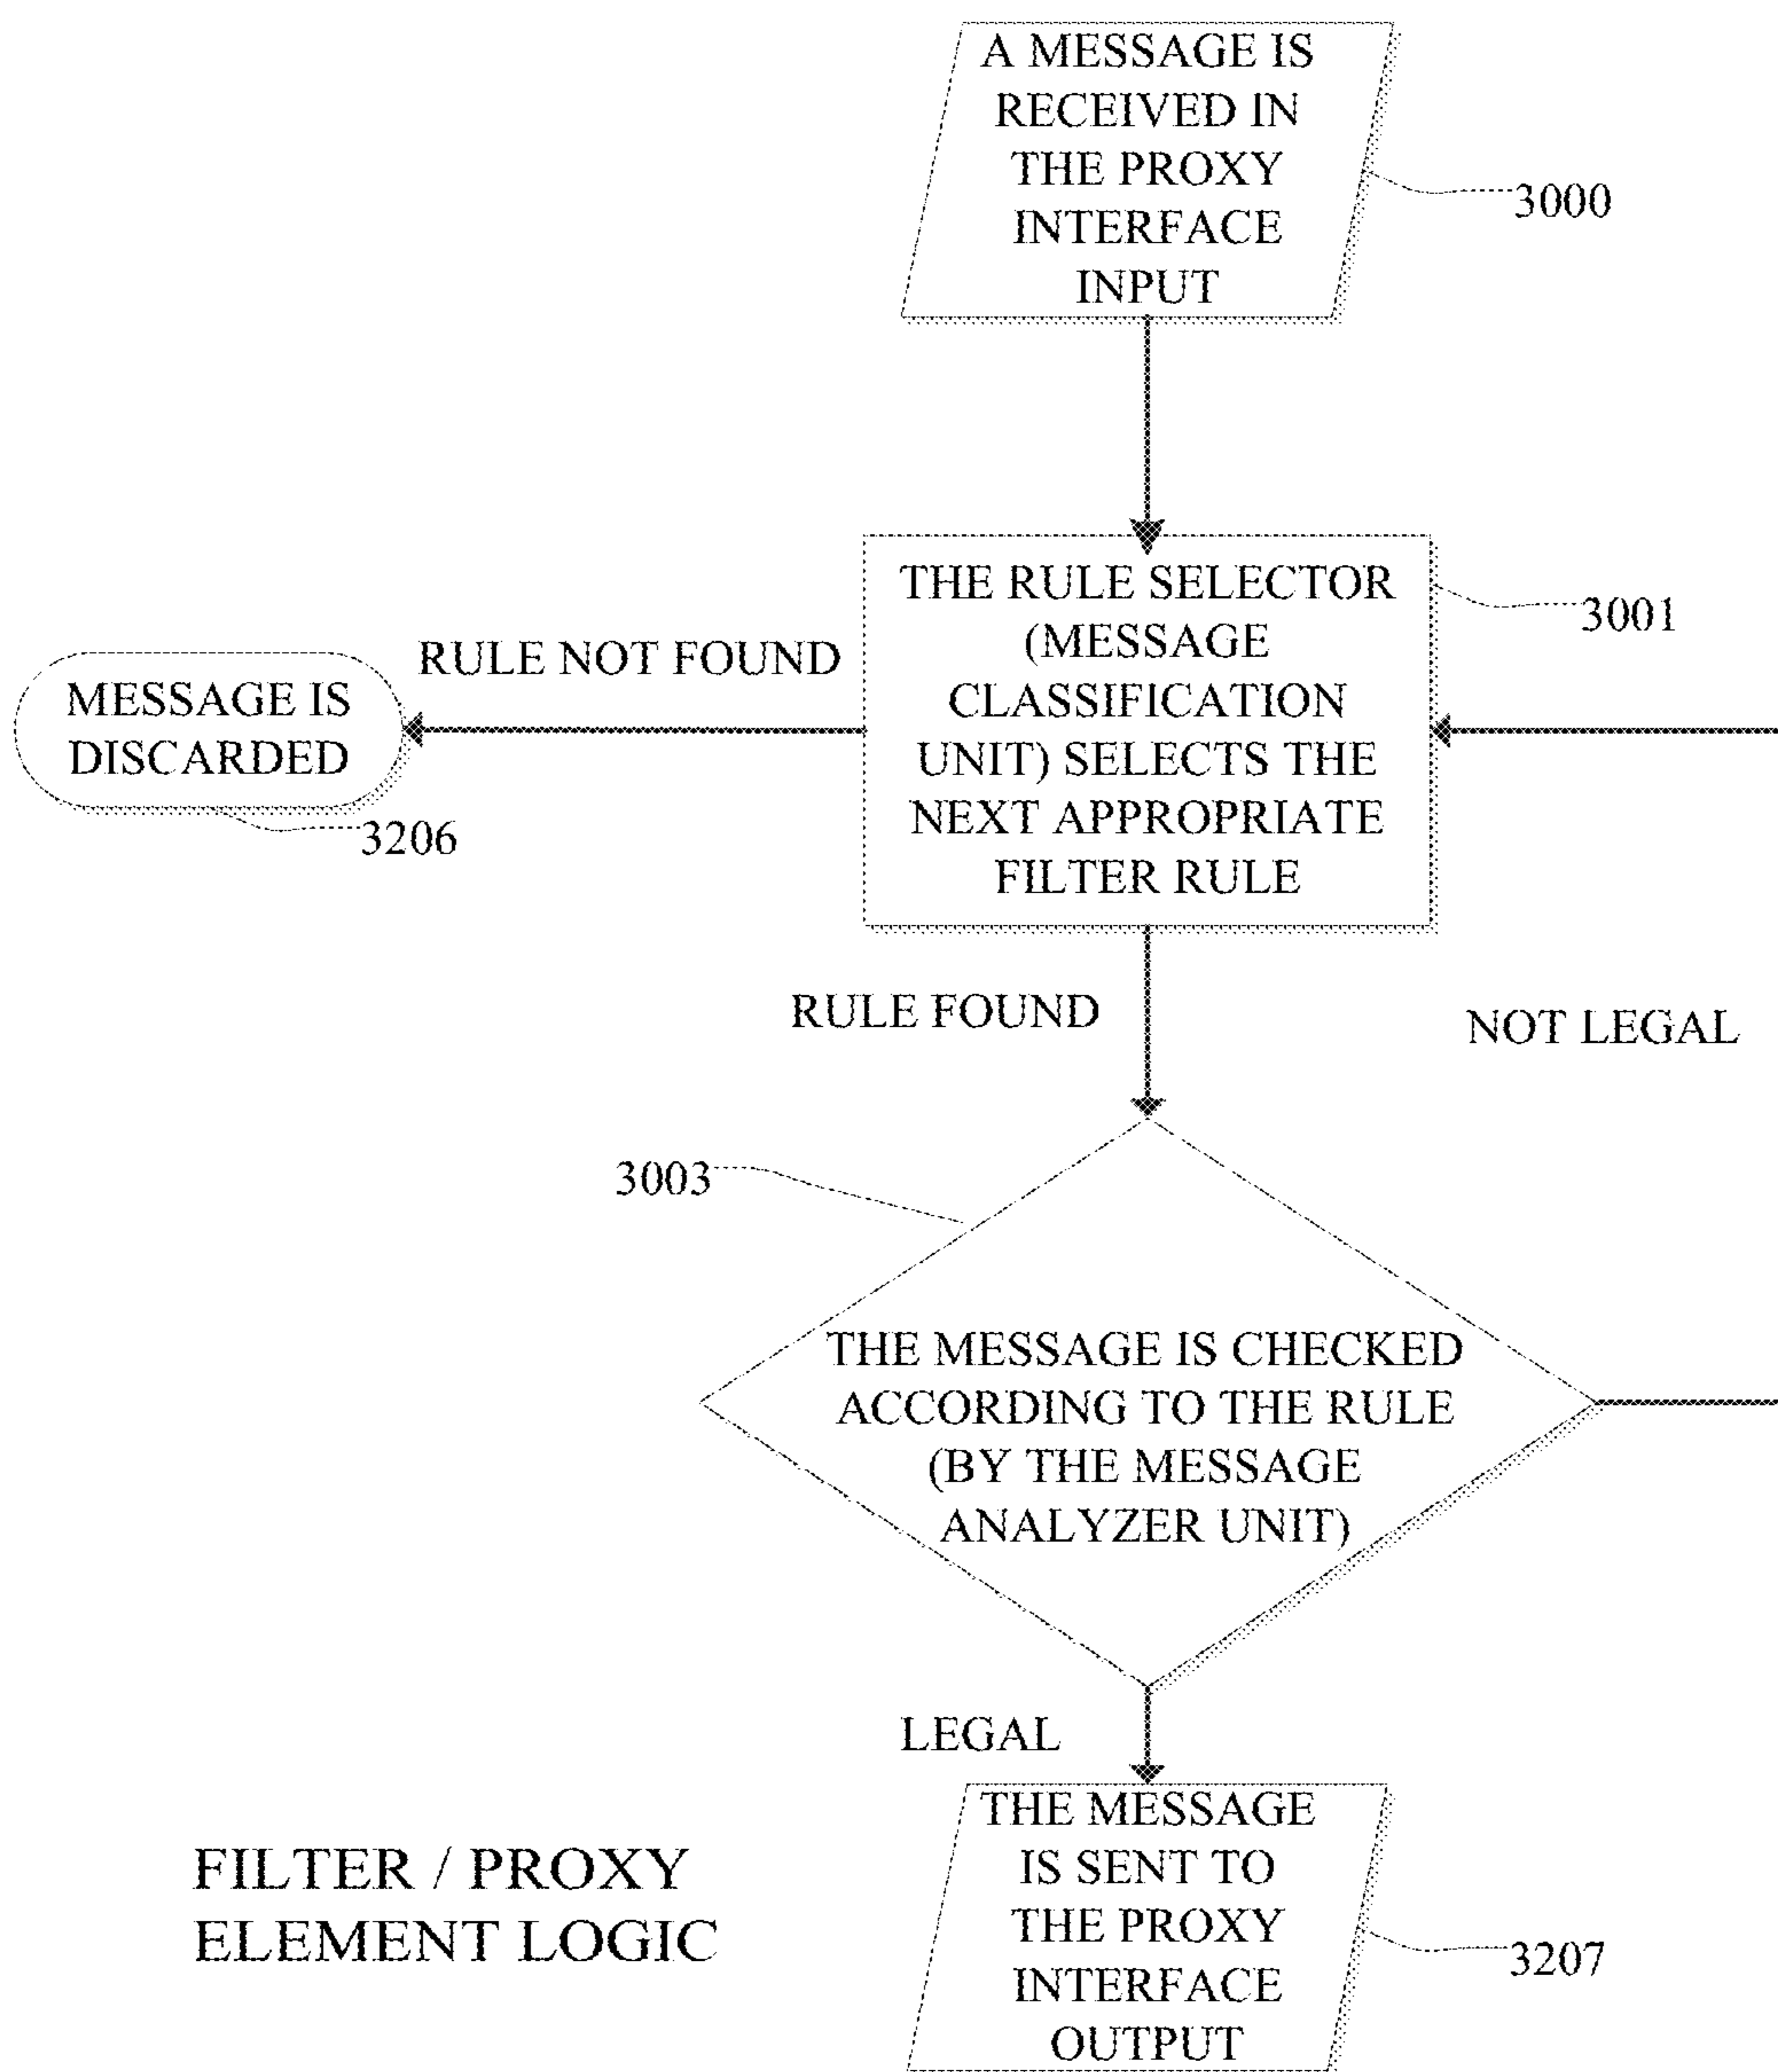 A MESSAGE IS
RECEIVED IN
THE PROXY
INTERFACE
INPUT
3000
THE RULE SELECTOR
(MESSAGE
CLASSIFICATION
UNIT) SELECTS THE
NEXT APPROPRIATE
FILTER RULE
3001
RULE NOT FOUND
MESSAGE IS
DISCARDED
3206
RULE FOUND
NOT LEGAL
3003
THE MESSAGE IS CHECKED
ACCORDING TO THE RULE
(BY THE MESSAGE
ANALYZER UNIT)
LEGAL
THE MESSAGE
IS SENT TO
THE PROXY
INTERFACE
OUTPUT
3207
FILTER / PROXY
ELEMENT LOGIC